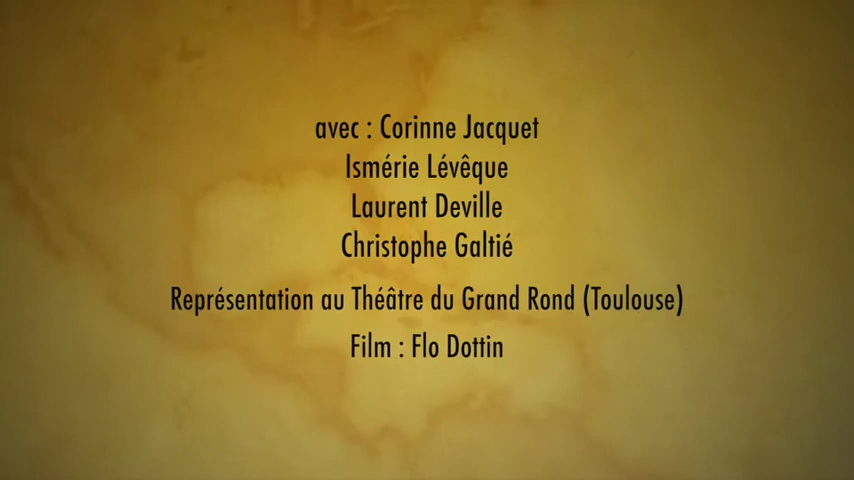 avec : Corinne Jacquet
Ismérie Lévêque
Laurent Deville
Christophe Galtié
Représentation au Théâtre du Grand Rond (Toulouse)
Film : Flo Dottin